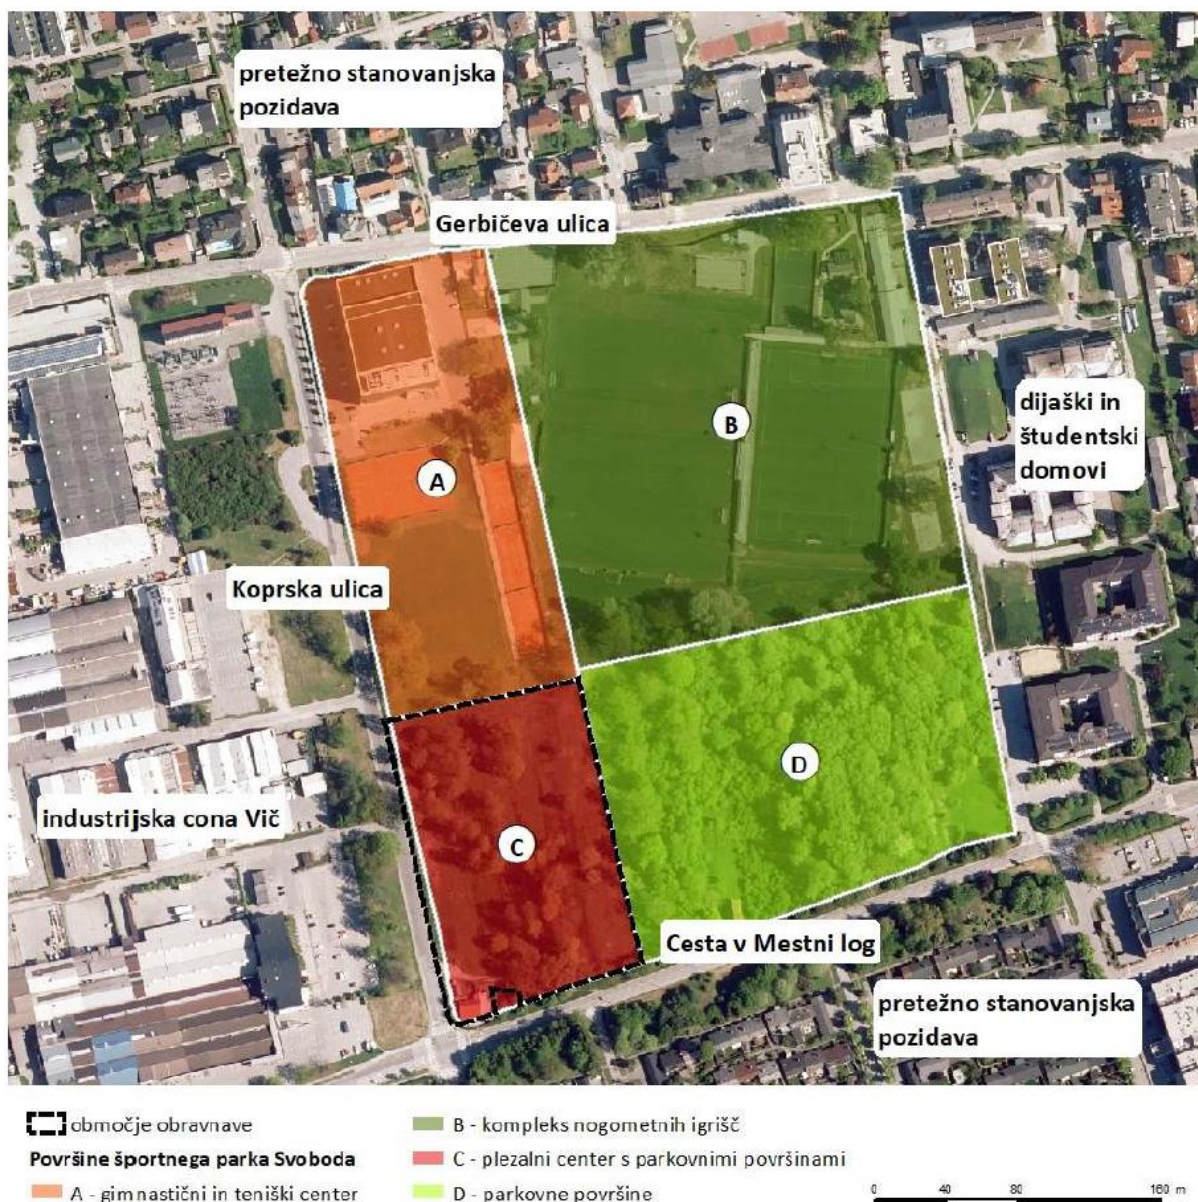 pretežno stanovanjska
pozidava
Gerbičeva ulica
B
dijaški in
študentski
domovi
A
Koprska ulica
D
industrijska cona Vič
C
Cesta v Mestni log
pretežno stanovanjska
pozidava
območje obravnave
Površine športnega parka Svoboda
A - gimnastični in teniški center
B - kompleks nogometnih igrišč
C - plezalni center s parkovnimi površinami
D - parkovne površine
0 40 80 160 m